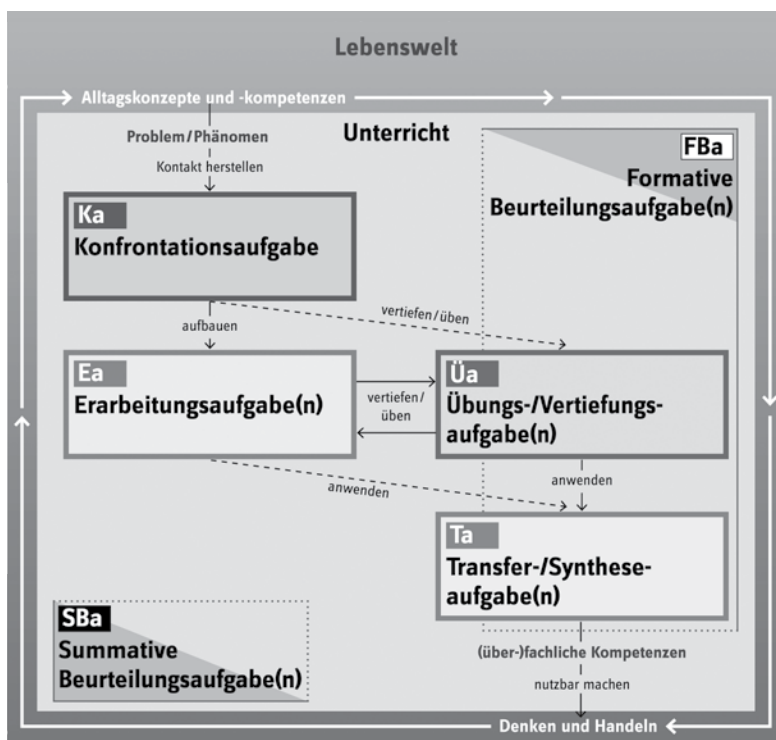 Lebenswelt
Alltagskonzepte und -kompetenzen
Problem/Phänomen
Kontakt herstellen
Unterricht
FBa
Formative
Beurteilungsaufgabe(n)
Ka
Konfrontationsaufgabe
aufbauen
vertiefen/üben
Ea
Erarbeitungsaufgabe(n)
vertiefen/
üben
Üa
Übungs-/Vertiefungs-
aufgabe(n)
anwenden
anwenden
Ta
Transfer-/Synthese-
aufgabe(n)
SBa
Summative
Beurteilungsaufgabe(n)
(über-)fachliche Kompetenzen
nutzbar machen
Denken und Handeln